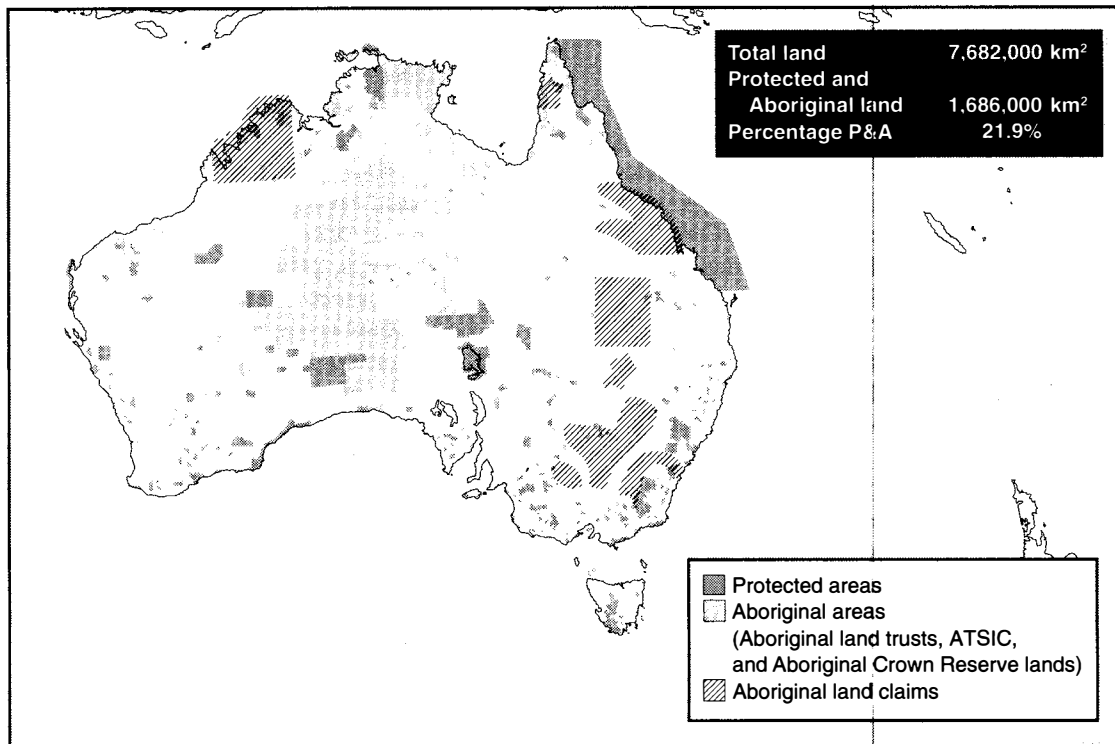 Total land 7,682,000 km²
Protected and
Aboriginal land 1,686,000 km²
Percentage P&A 21.9%
Protected areas
Aboriginal areas
(Aboriginal land trusts, ATSIC,
and Aboriginal Crown Reserve lands)
Aboriginal land claims